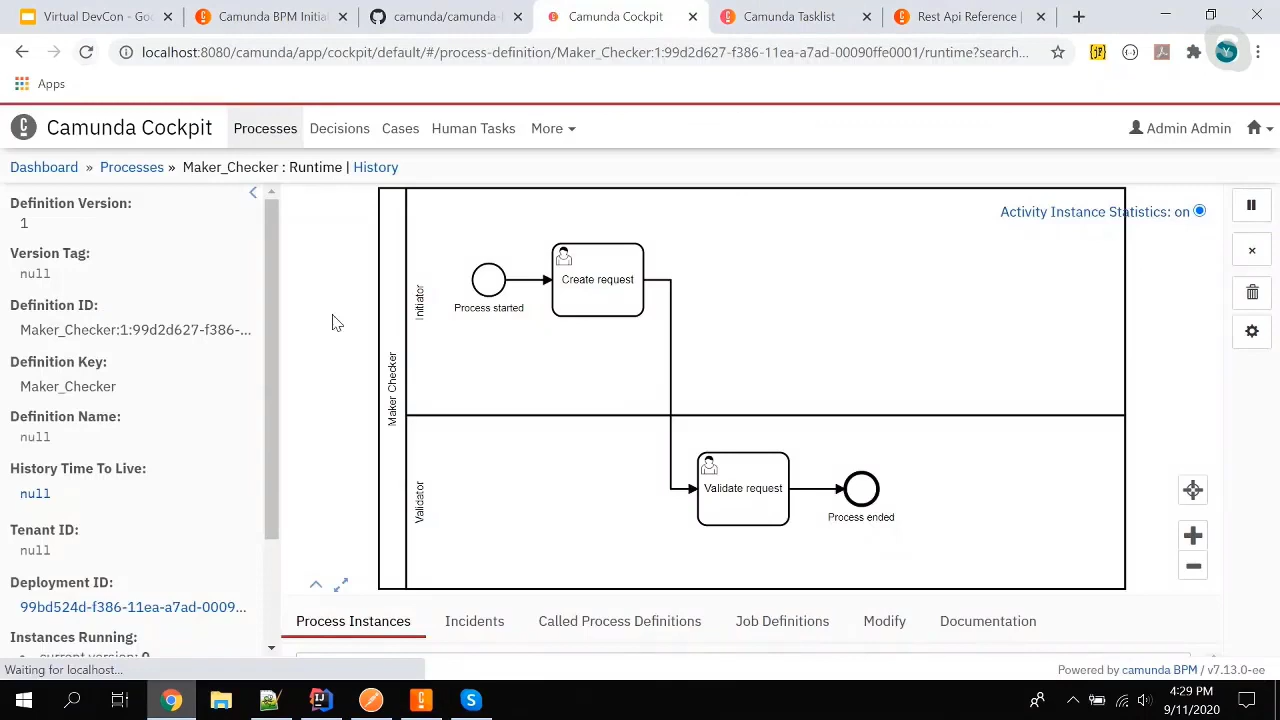 Virtual DevCon - Goo
Camunda BPM Initial
camunda/camunda-l
Camunda Cockpit
Camunda Tasklist
Rest Api Reference |
localhost:8080/camunda/app/cockpit/default/#/process-definition/Maker_Checker:1:99d2d627-f386-11ea-a7ad-00090ffe0001/runtime?search...
Y
Apps
Camunda Cockpit
Processes
Decisions
Cases
Human Tasks
More
Admin Admin
Dashboard » Processes » Maker_Checker : Runtime | History
Definition Version:
1
Version Tag:
null
Definition ID:
Maker_Checker:1:99d2d627-f386-...
Definition Key:
Maker_Checker
Definition Name:
null
History Time To Live:
null
Tenant ID:
null
Deployment ID:
99bd524d-f386-11ea-a7ad-0009...
Instances Running:
current version: 0
Activity Instance Statistics: on
Maker Checker
Initiator
Process started
Create request
Validator
Validate request
Process ended
Process Instances
Incidents
Called Process Definitions
Job Definitions
Modify
Documentation
Waiting for localhost...
Powered by camunda BPM / v7.13.0-ee
4:29 PM
9/11/2020